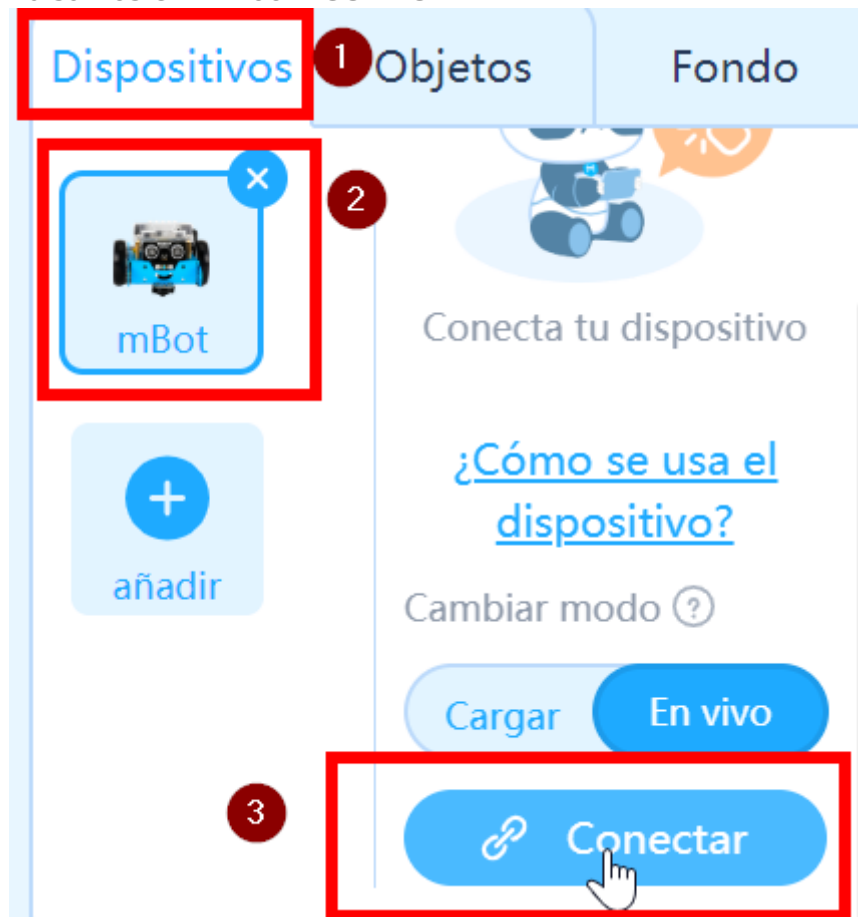 Dispositivos
1
Objetos
Fondo
2
mBot
Conecta tu dispositivo
¿Cómo se usa el
dispositivo?
añadir
Cambiar modo ?
Cargar
En vivo
3
Conectar